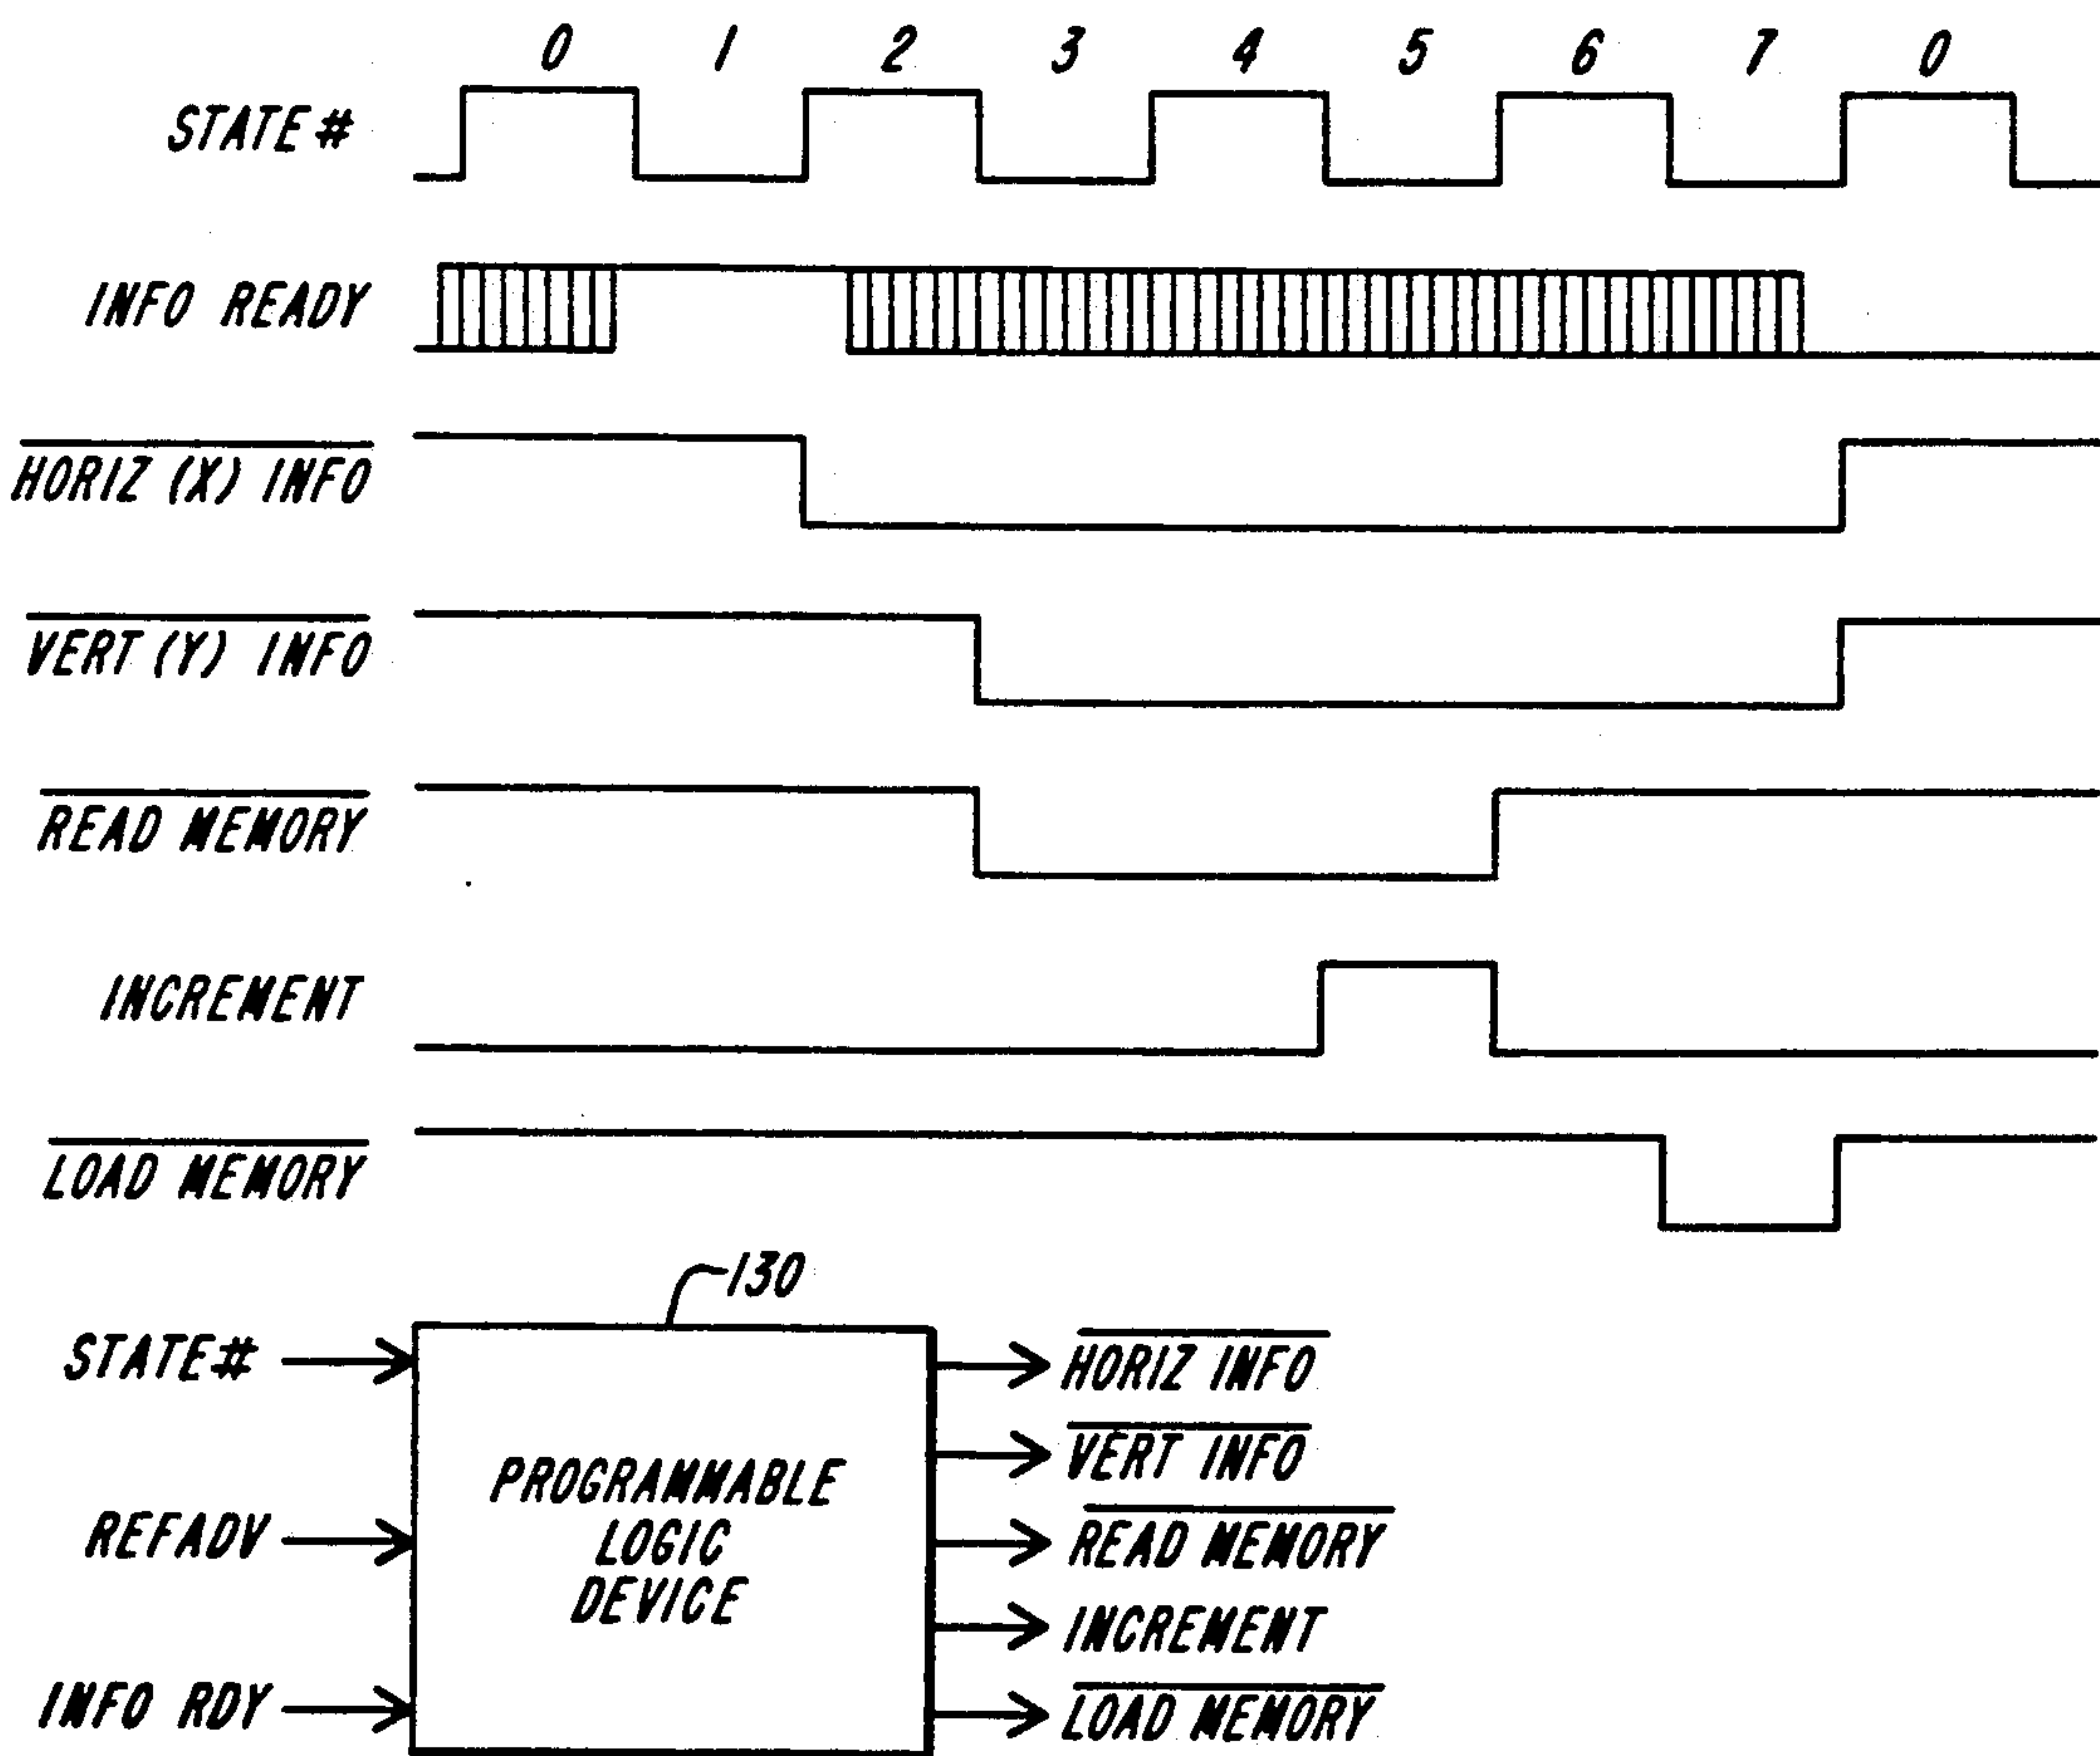 0 1 2 3 4 5 6 7 0
STATE #
INFO READY
HORIZ (X) INFO
VERT (Y) INFO
READ MEMORY
INCREMENT
LOAD MEMORY
130
STATE#
REFADV
INFO RDY
PROGRAMMABLE
LOGIC
DEVICE
HORIZ INFO
VERT INFO
READ MEMORY
INCREMENT
LOAD MEMORY